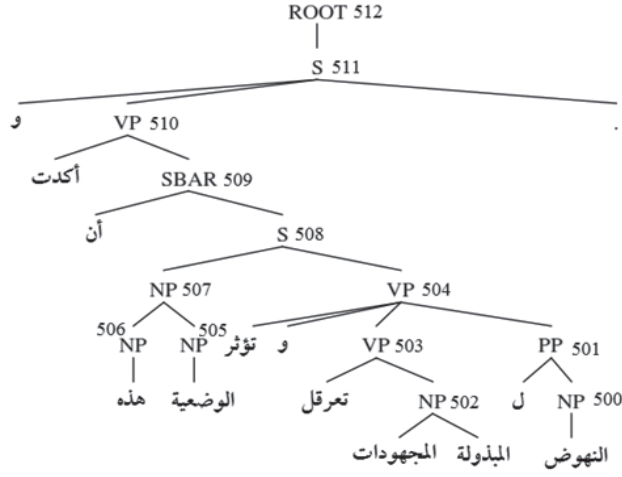 ROOT 512
S 511
و .
VP 510
أكدت SBAR 509
أن S 508
NP 507 VP 504
506 NP NP 505 تؤثر و VP 503 PP 501
هذه الوضعية تعرقل NP 502 ل NP 500
المجهودات المبذولة النهوض